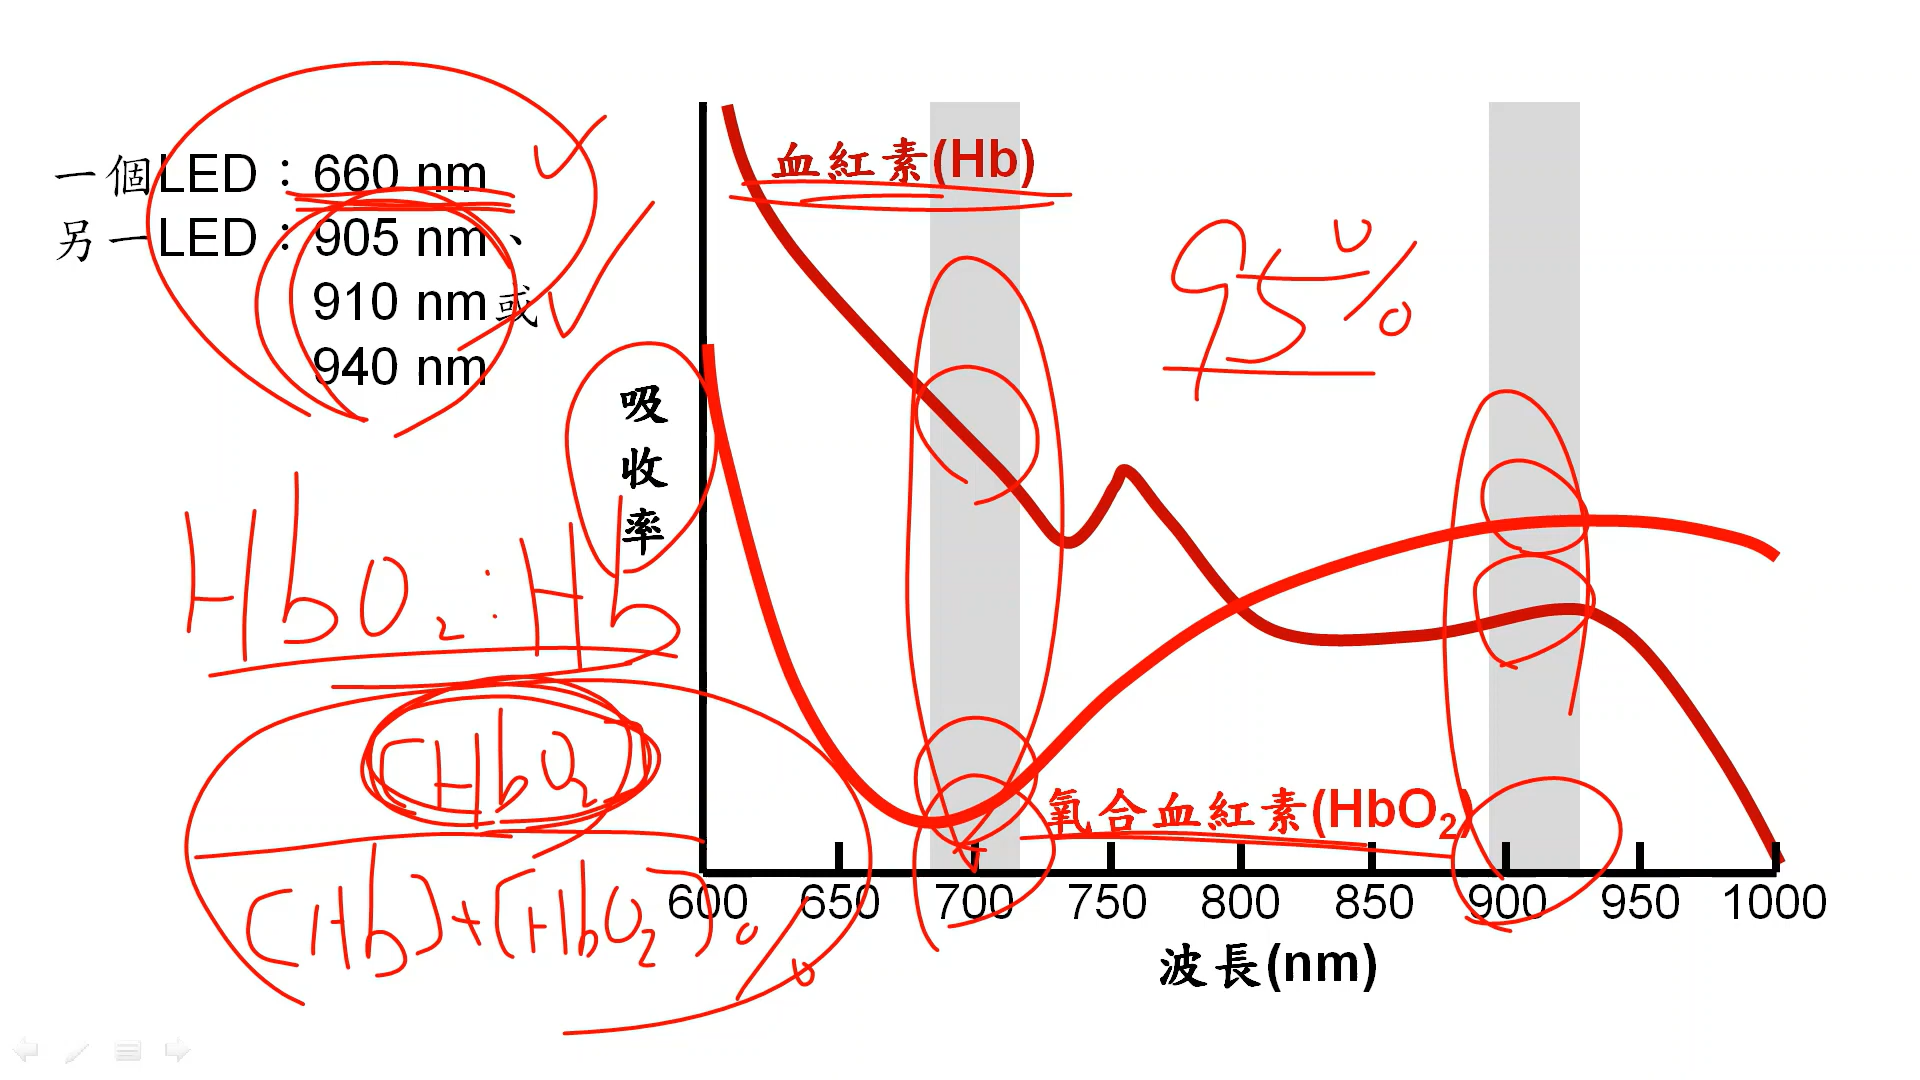 一個LED：660 nm
另一LED：905 nm、
910 nm或
940 nm
血紅素(Hb)
95%
吸
收
率
HbO₂:Hb
[HbO₂]
[Hb]+[HbO₂] %
氧合血紅素(HbO₂)
600 650 700 750 800 850 900 950 1000
波長(nm)